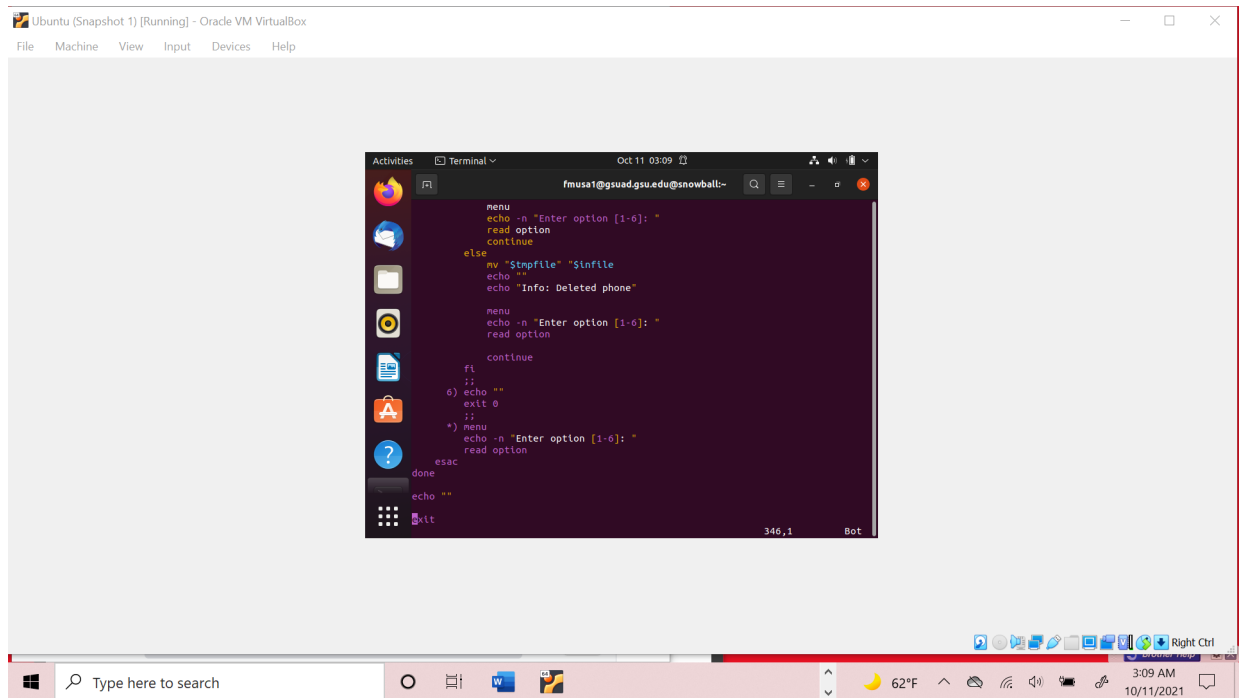 Ubuntu (Snapshot 1) [Running] - Oracle VM VirtualBox
File Machine View Input Devices Help
Activities Terminal Oct 11 03:09
fmusa1@gsuad.gsu.edu@snowball:~
menu
echo -n "Enter option [1-6]: "
read option
continue
else
mv "$tmpfile" "$infile
echo ""
echo "Info: Deleted phone"
menu
echo -n "Enter option [1-6]: "
read option
continue
fi
;;
6) echo ""
exit 0
;;
*) menu
echo -n "Enter option [1-6]: "
read option
esac
done
echo ""
exit
346,1 Bot
Right Ctrl
Brother Help
Type here to search
62°F
3:09 AM
10/11/2021